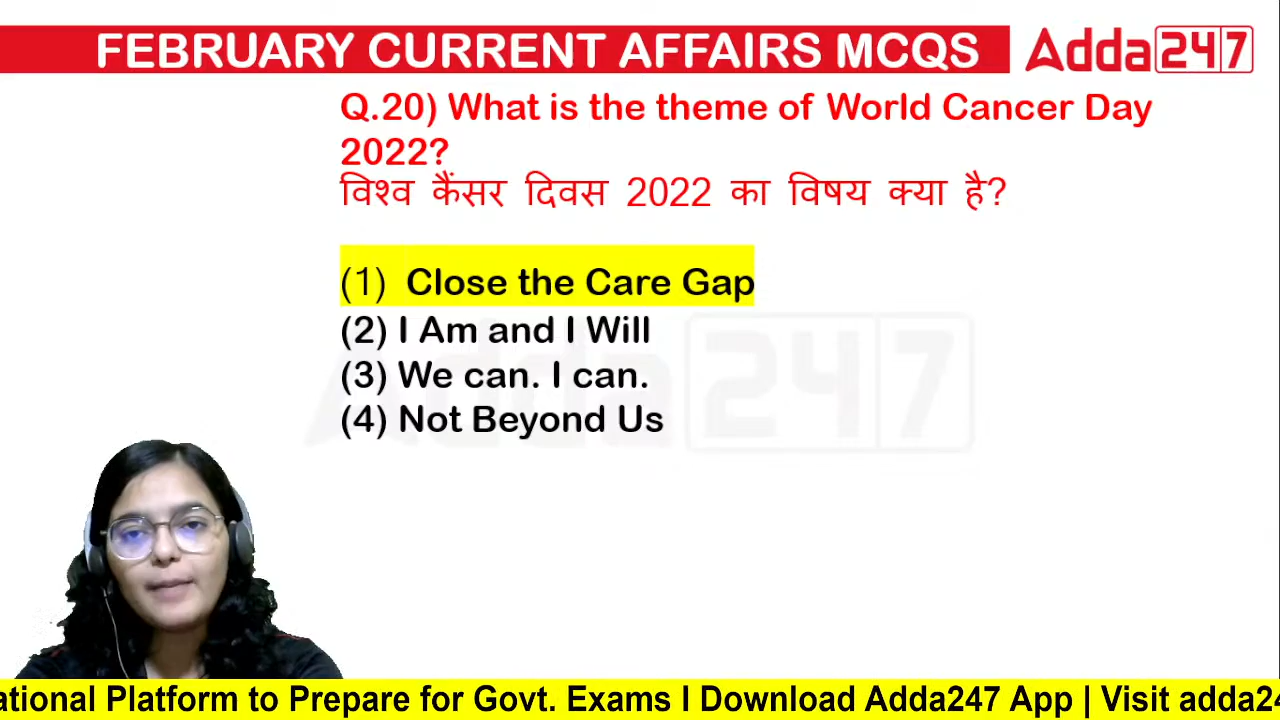 FEBRUARY CURRENT AFFAIRS MCQS
Adda247
Q.20) What is the theme of World Cancer Day
2022?
विश्व कैंसर दिवस 2022 का विषय क्या है?
(1) Close the Care Gap
(2) I Am and I Will
(3) We can. I can.
(4) Not Beyond Us
Adda247
ational Platform to Prepare for Govt. Exams I Download Adda247 App | Visit adda24